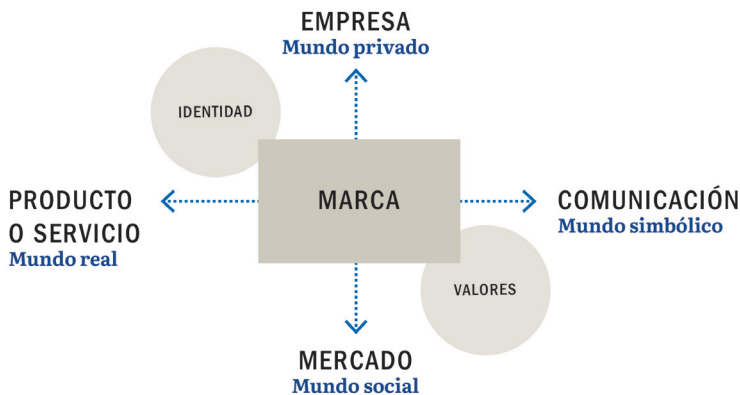 EMPRESA
Mundo privado
IDENTIDAD
MARCA
PRODUCTO
O SERVICIO
Mundo real
COMUNICACIÓN
Mundo simbólico
VALORES
MERCADO
Mundo social